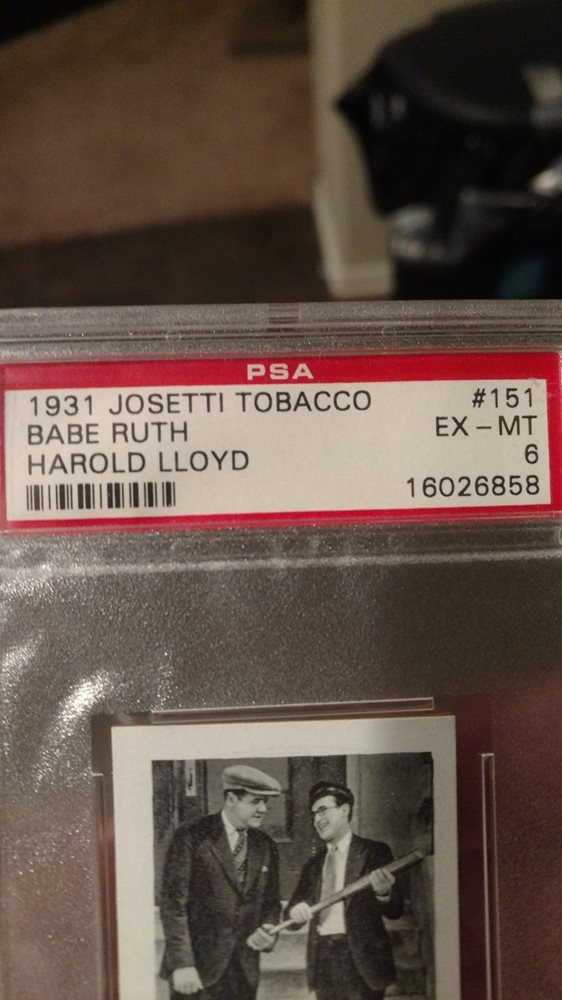 PSA
1931 JOSETTI TOBACCO #151
BABE RUTH EX-MT
HAROLD LLOYD 6
16026858